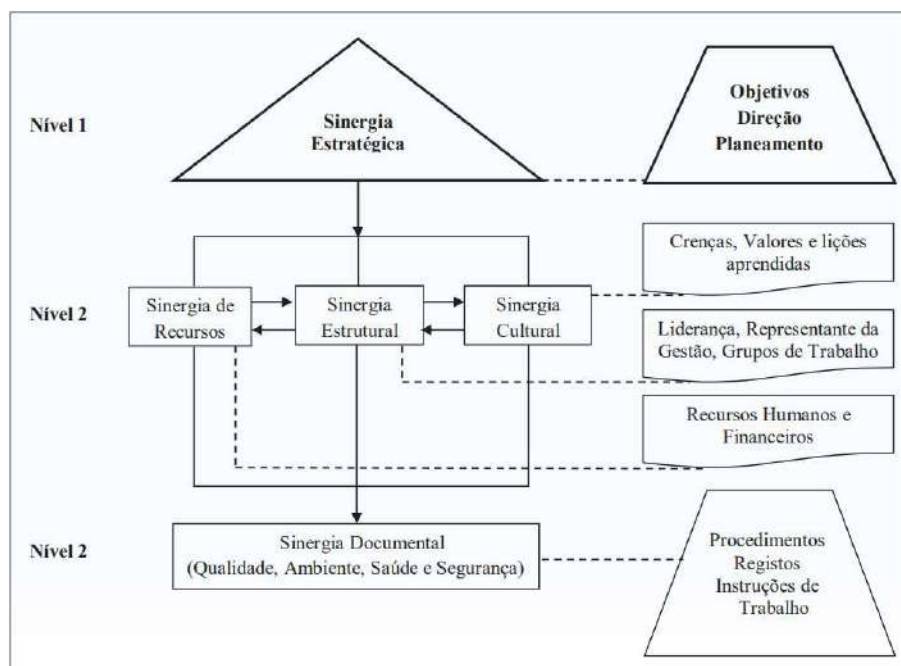 Nível 1
Sinergia
Estratégica
Objetivos
Direção
Planeamento
Nível 2
Sinergia de
Recursos
Sinergia
Estrutural
Sinergia
Cultural
Crenças, Valores e lições
aprendidas
Liderança, Representante da
Gestão, Grupos de Trabalho
Recursos Humanos e
Financeiros
Nível 2
Sinergia Documental
(Qualidade, Ambiente, Saúde e Segurança)
Procedimentos
Registos
Instruções de
Trabalho